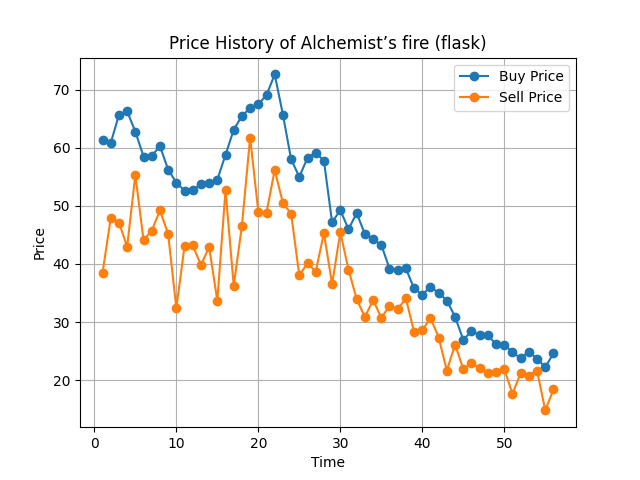 Price History of Alchemist’s fire (flask)
Buy Price
Sell Price
Price
70
60
50
40
30
20
0
10
20
30
40
50
Time